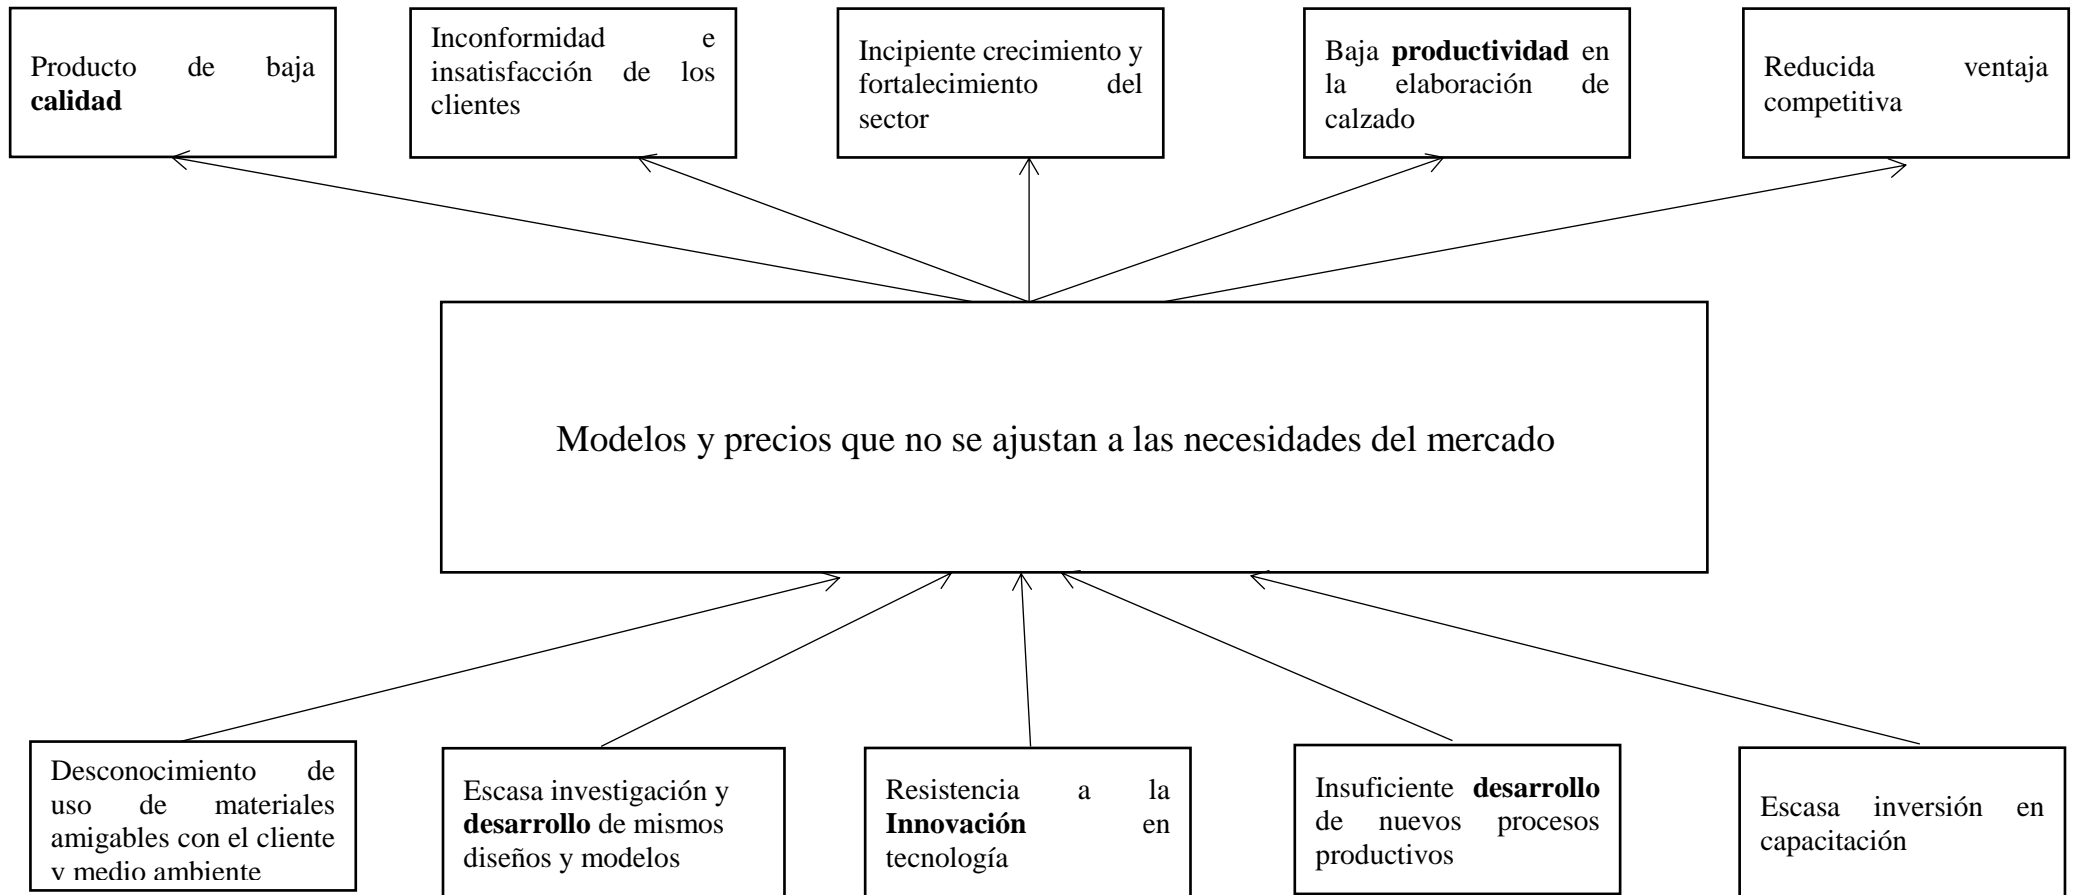 Producto de baja
calidad
Inconformidad e
insatisfacción de los
clientes
Incipiente crecimiento y
fortalecimiento del
sector
Baja productividad en
la elaboración de
calzado
Reducida ventaja
competitiva
Modelos y precios que no se ajustan a las necesidades del mercado
Desconocimiento de
uso de materiales
amigables con el cliente
y medio ambiente
Escasa investigación y
desarrollo de mismos
diseños y modelos
Resistencia a la
Innovación en
tecnología
Insuficiente desarrollo
de nuevos procesos
productivos
Escasa inversión en
capacitación